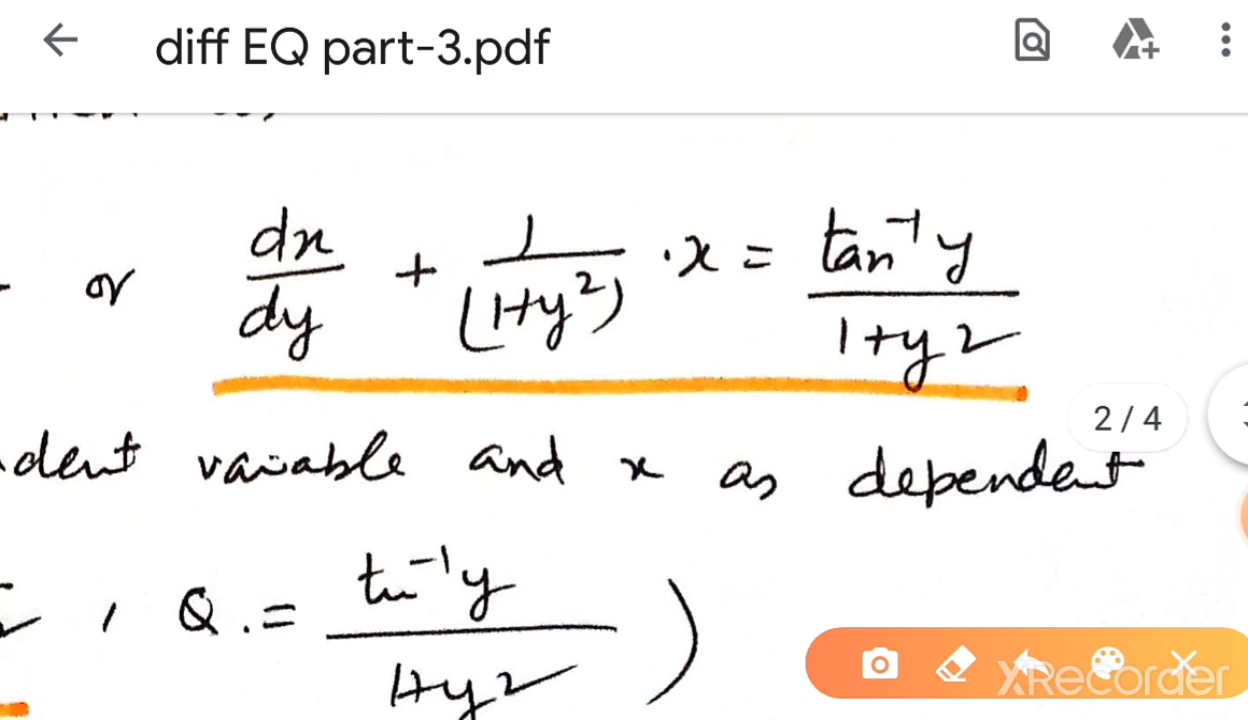 diff EQ part-3.pdf
or dx/dy + 1/(1+y²) .x = tan⁻¹y/1+y²
2 / 4
variable and x as dependent
, Q.= tan⁻¹y/1+y² )
XRecorder